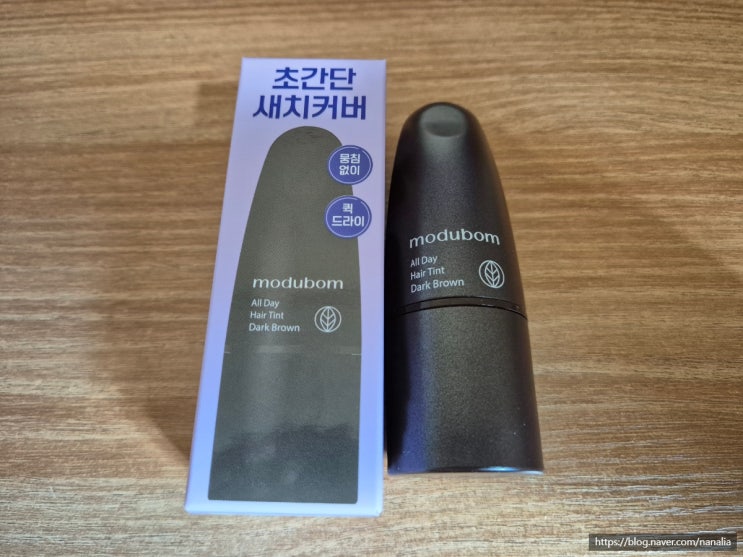 초간단
새치커버
뭉침
없이
퀵
드라이
modubom
All Day
Hair Tint
Dark Brown
modubom
All Day
Hair Tint
Dark Brown
https://blog.naver.com/nanalia